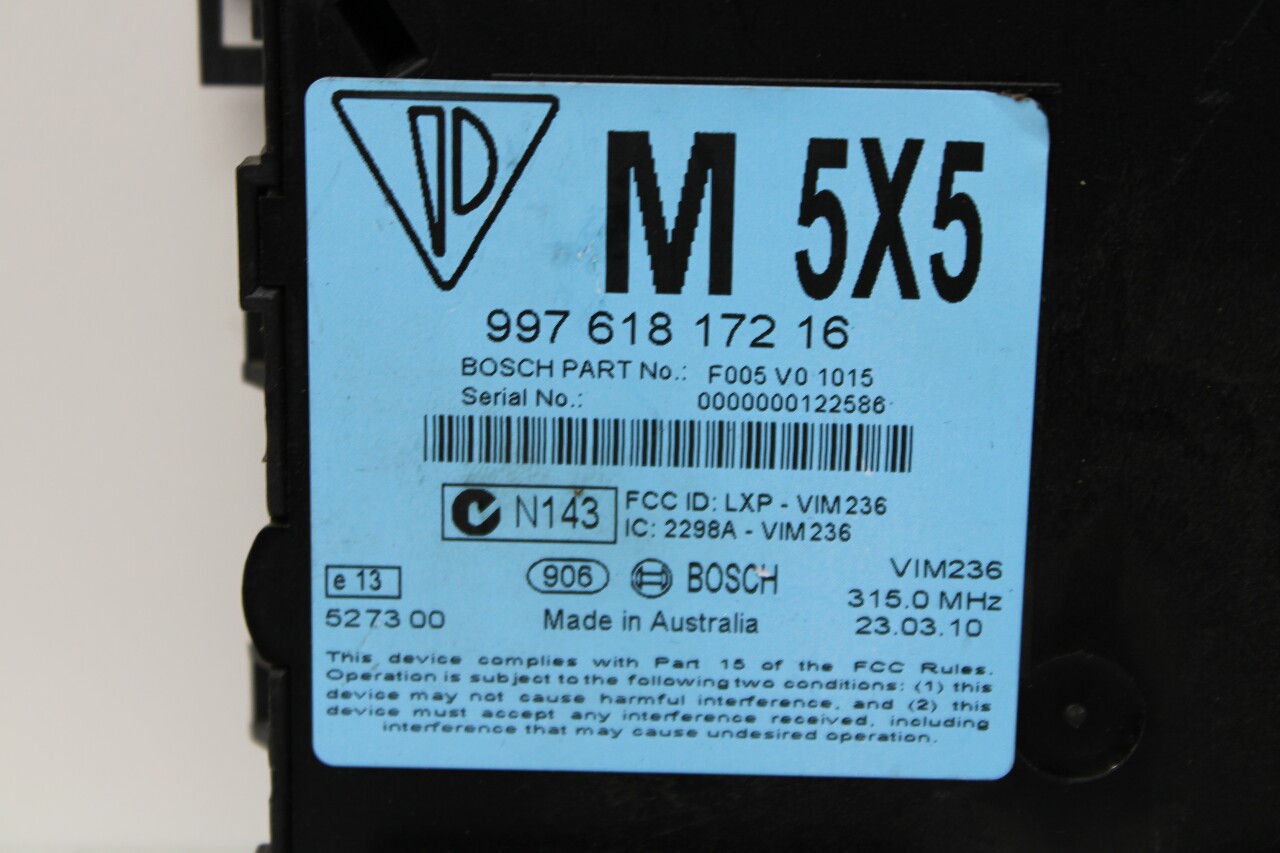 M 5X5
997 618 172 16
BOSCH PART No.: F005 V0 1015
Serial No.: 0000000122586
N143
FCC ID: LXP - VIM236
IC: 2298A - VIM236
e 13
906
BOSCH
VIM236
315.0 MHz
5273 00
Made in Australia
23.03.10
This device complies with Part 15 of the FCC Rules.
Operation is subject to the following two conditions: (1) this
device may not cause harmful interference, and (2) this
device must accept any interference received, including
interference that may cause undesired operation.